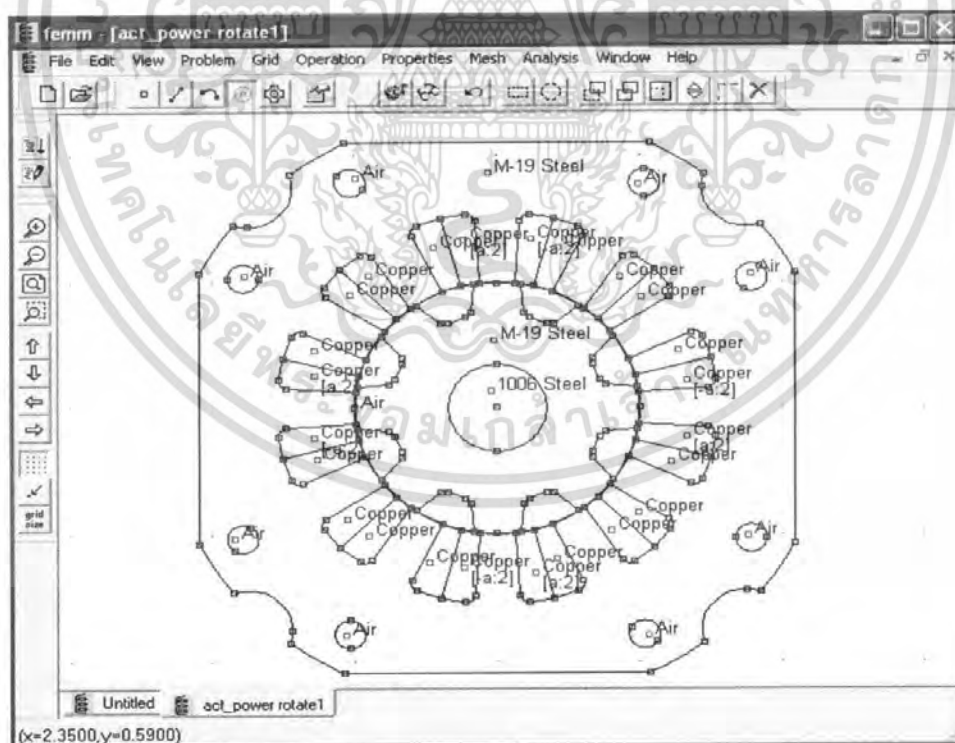 femm - [act_power rotate1]
File Edit View Problem Grid Operation Properties Mesh Analysis Window Help
M-19 Steel
Air
Air
Copper
[a:2]
Copper
[-a:2]
Copper
Air
Copper
Copper
Copper
Copper
Air
M-19 Steel
Copper
Copper
[a:2]
Copper
Copper
[-a:2]
1006 Steel
Air
Copper
Copper
Copper
[a:2]
Copper
Copper
Copper
Copper
Copper
Air
Air
Copper
[-a:2]
Copper
Copper
[a:2]
Air
Air
grid
size
Untitled
act_power rotate1
(x=2.3500,y=0.5900)